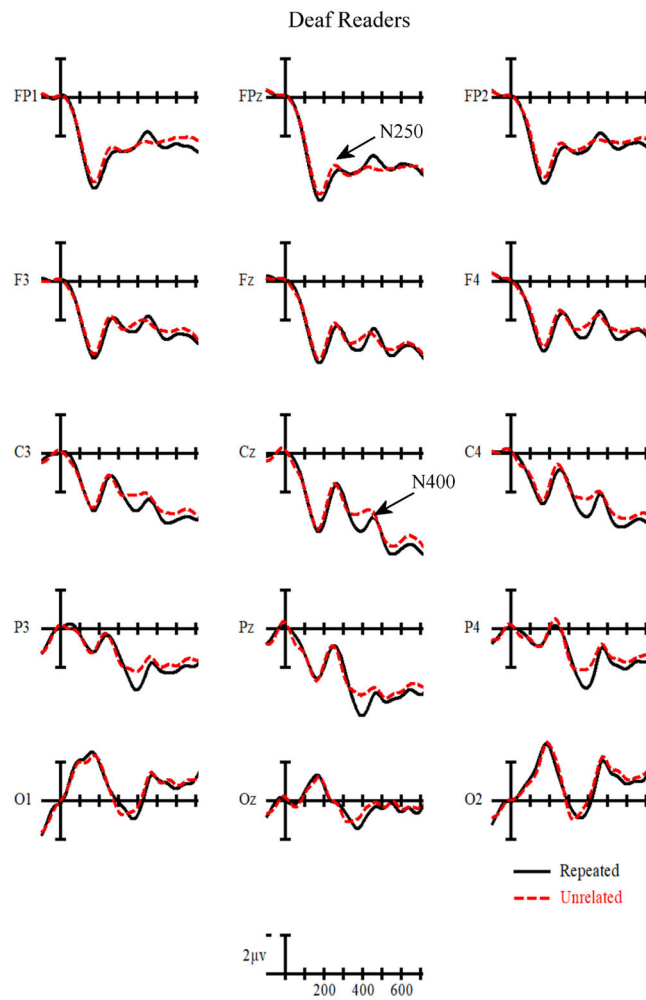 Deaf Readers
FP1
FPz
FP2
N250
F3
Fz
F4
C3
Cz
C4
N400
P3
Pz
P4
O1
Oz
O2
Repeated
Unrelated
2μv
200 400 600